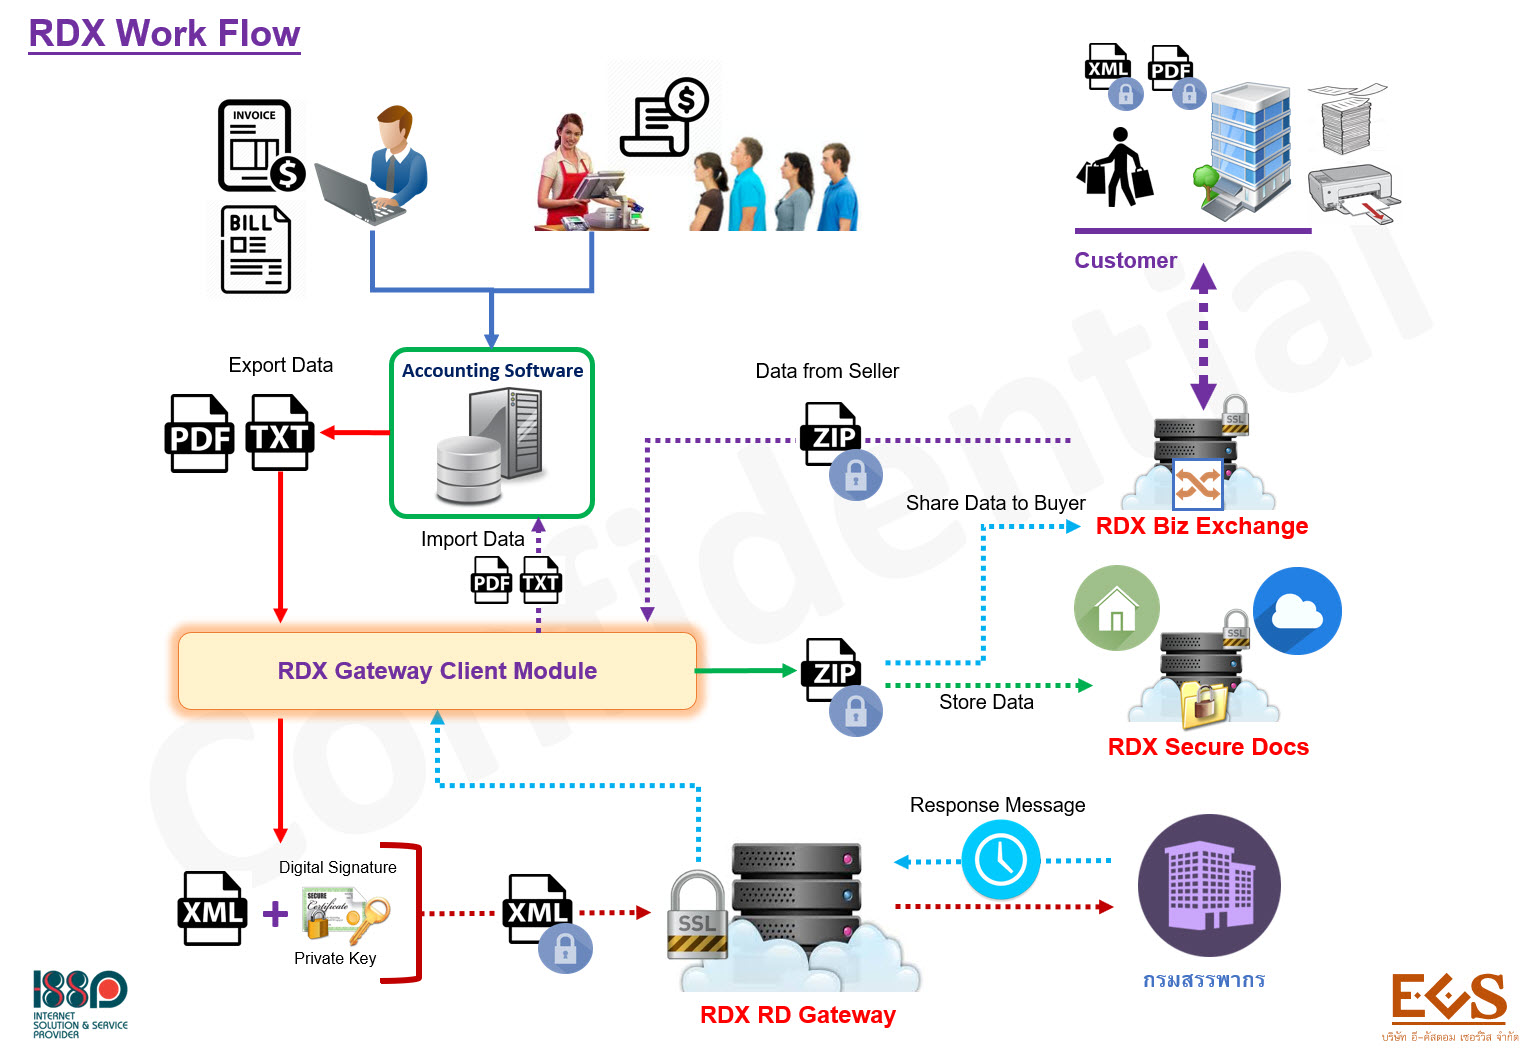 RDX Work Flow
INVOICE
$
BILL
$
XML
PDF
Customer
Export Data
PDF
TXT
Accounting Software
Data from Seller
ZIP
SSL
Share Data to Buyer
RDX Biz Exchange
Import Data
PDF
TXT
RDX Gateway Client Module
ZIP
Store Data
SSL
RDX Secure Docs
Response Message
XML
+
Digital Signature
SECURE
Certificate
Private Key
XML
SSL
RDX RD Gateway
กรมสรรพากร
Confidential
ISSP
INTERNET
SOLUTION & SERVICE
PROVIDER
ECS
บริษัท อี-คัสตอม เซอร์วิส จำกัด